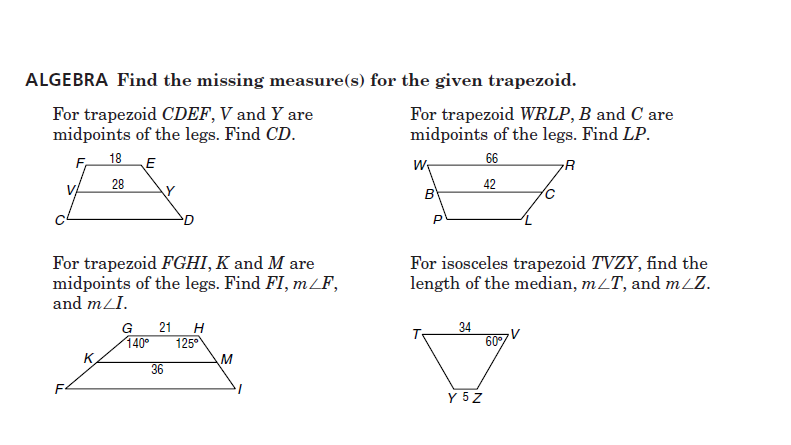 ALGEBRA Find the missing measure(s) for the given trapezoid.
For trapezoid CDEF, V and Y are
midpoints of the legs. Find CD.
F 18 E
V 28 Y
C D
For trapezoid WRLP, B and C are
midpoints of the legs. Find LP.
W 66 R
B 42 C
P L
For trapezoid FGHI, K and M are
midpoints of the legs. Find FI, m∠F,
and m∠I.
G 21 H
140° 125°
K 36 M
F I
For isosceles trapezoid TVZY, find the
length of the median, m∠T, and m∠Z.
T 34 V
60°
Y 5 Z